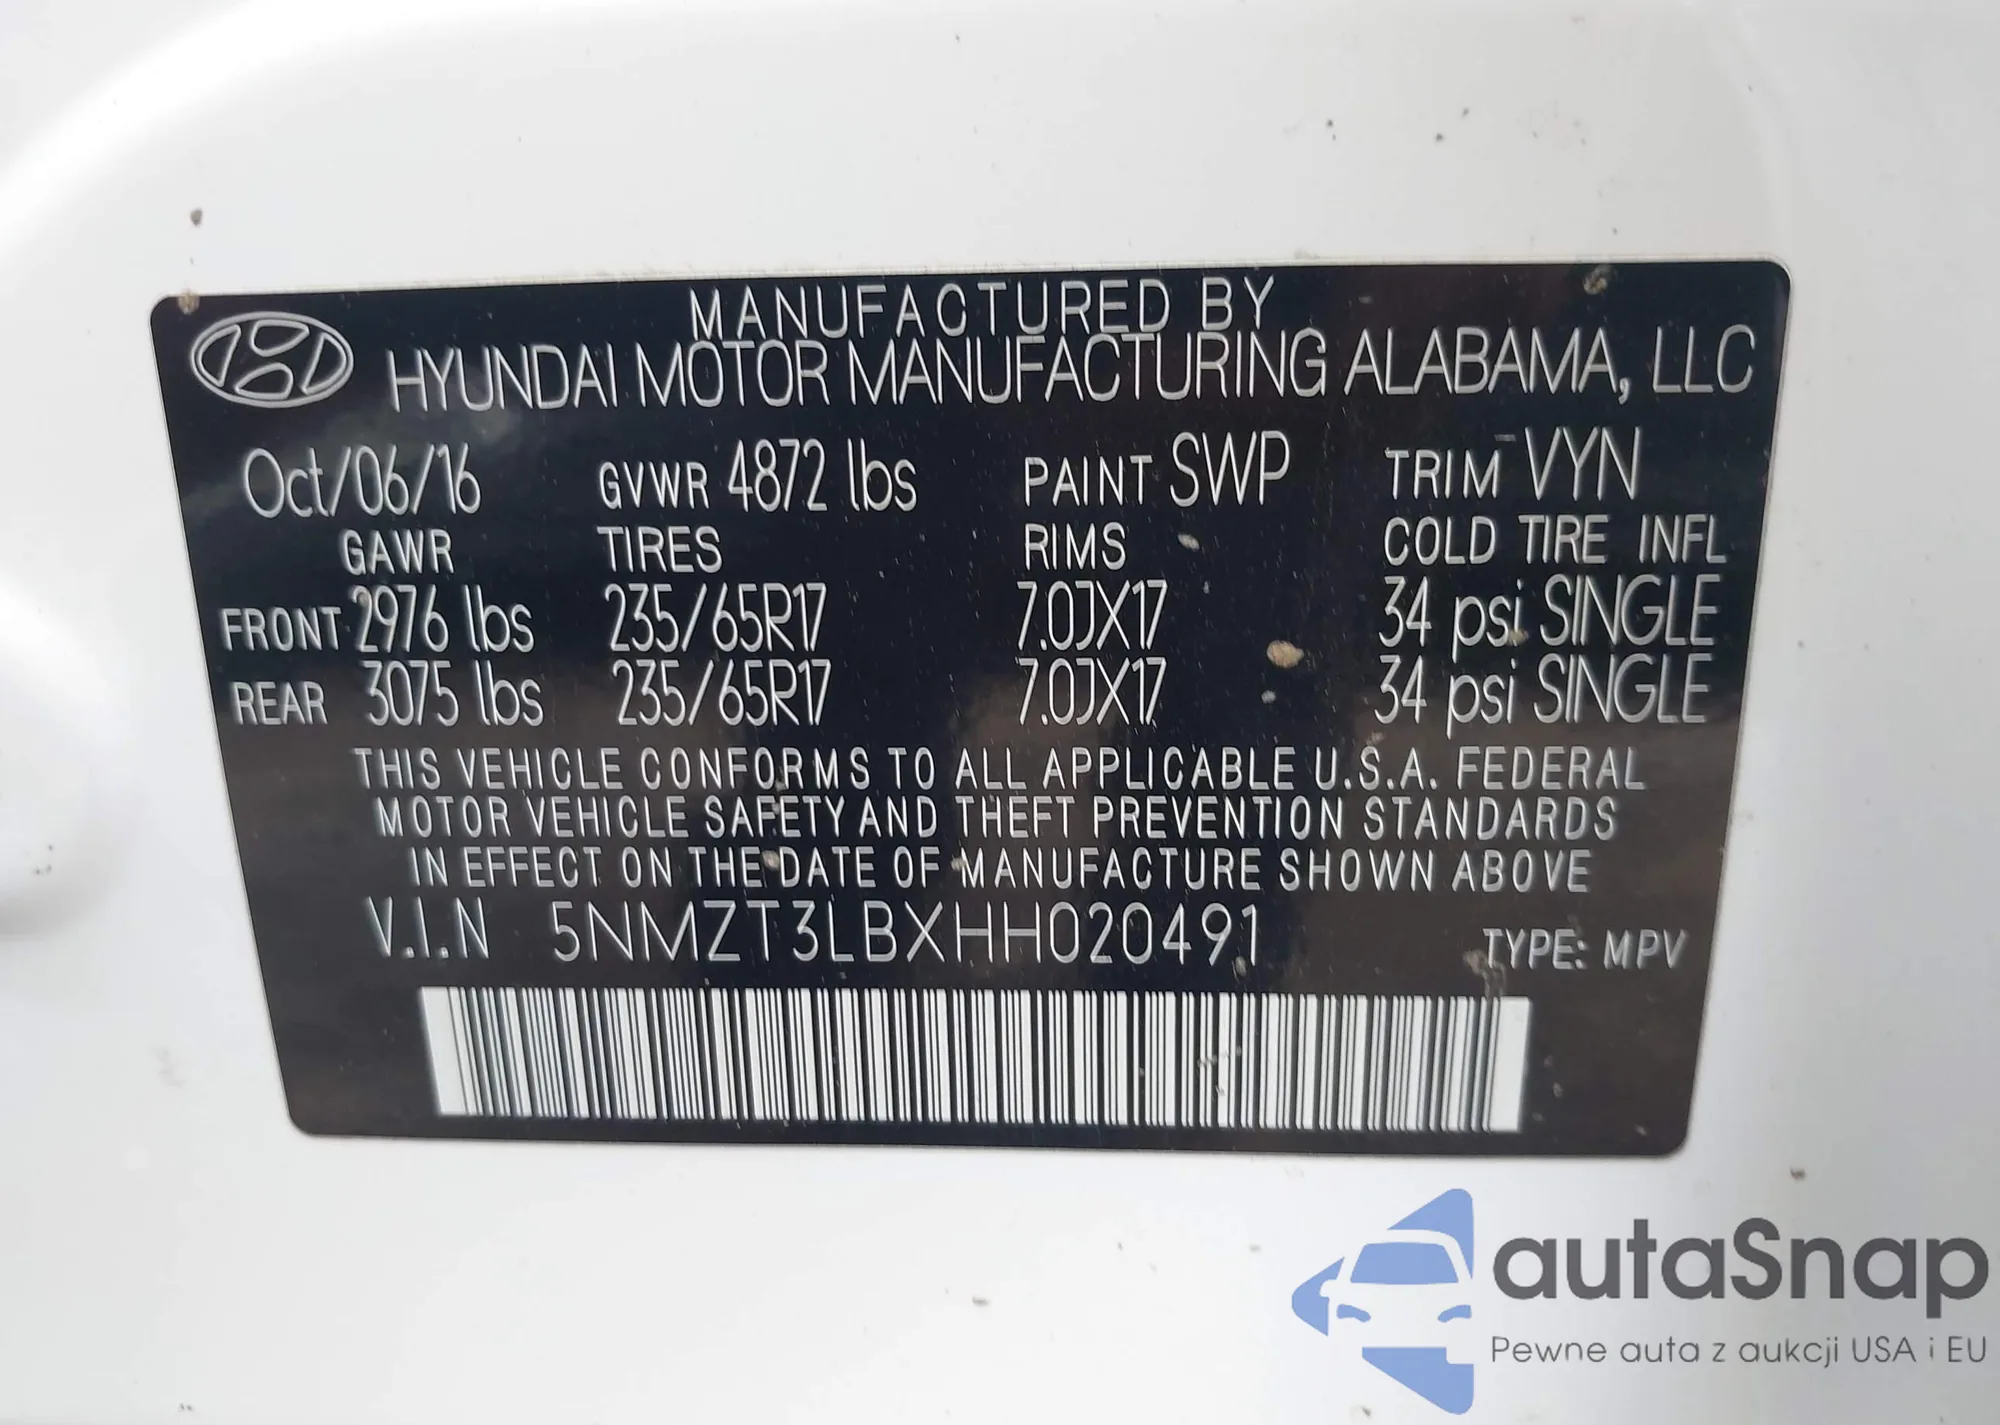 MANUFACTURED BY
HYUNDAI MOTOR MANUFACTURING ALABAMA, LLC
Oct/06/16 GVWR 4872 lbs PAINT SWP TRIM VYN
GAWR TIRES RIMS COLD TIRE INFL
FRONT 2976 lbs 235/65R17 7.0JX17 34 psi SINGLE
REAR 3075 lbs 235/65R17 7.0JX17 34 psi SINGLE
THIS VEHICLE CONFORMS TO ALL APPLICABLE U.S.A. FEDERAL
MOTOR VEHICLE SAFETY AND THEFT PREVENTION STANDARDS
IN EFFECT ON THE DATE OF MANUFACTURE SHOWN ABOVE
V.I.N 5NMZT3LBXHH020491 TYPE: MPV
autaSnap
Pewne auta z aukcji USA i EU